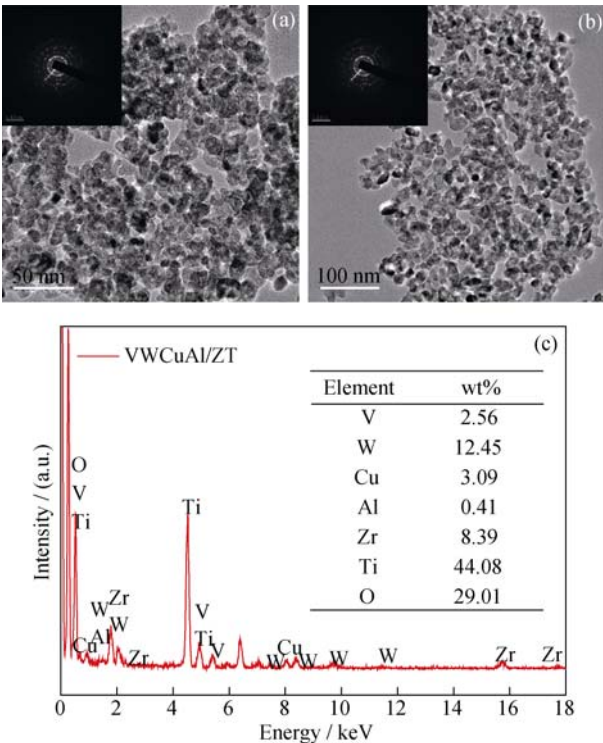 (a)
50 nm
(b)
100 nm
(c)
VWCuAl/ZT
Element wt%
V 2.56
W 12.45
Cu 3.09
Al 0.41
Zr 8.39
Ti 44.08
O 29.01
Intensity / (a.u.)
O
V
Ti
Cu
W
Al
Zr
W
Zr
Ti
V
Ti
V
W
Cu
W
W
W
Zr
Zr
0 2 4 6 8 10 12 14 16 18
Energy / keV